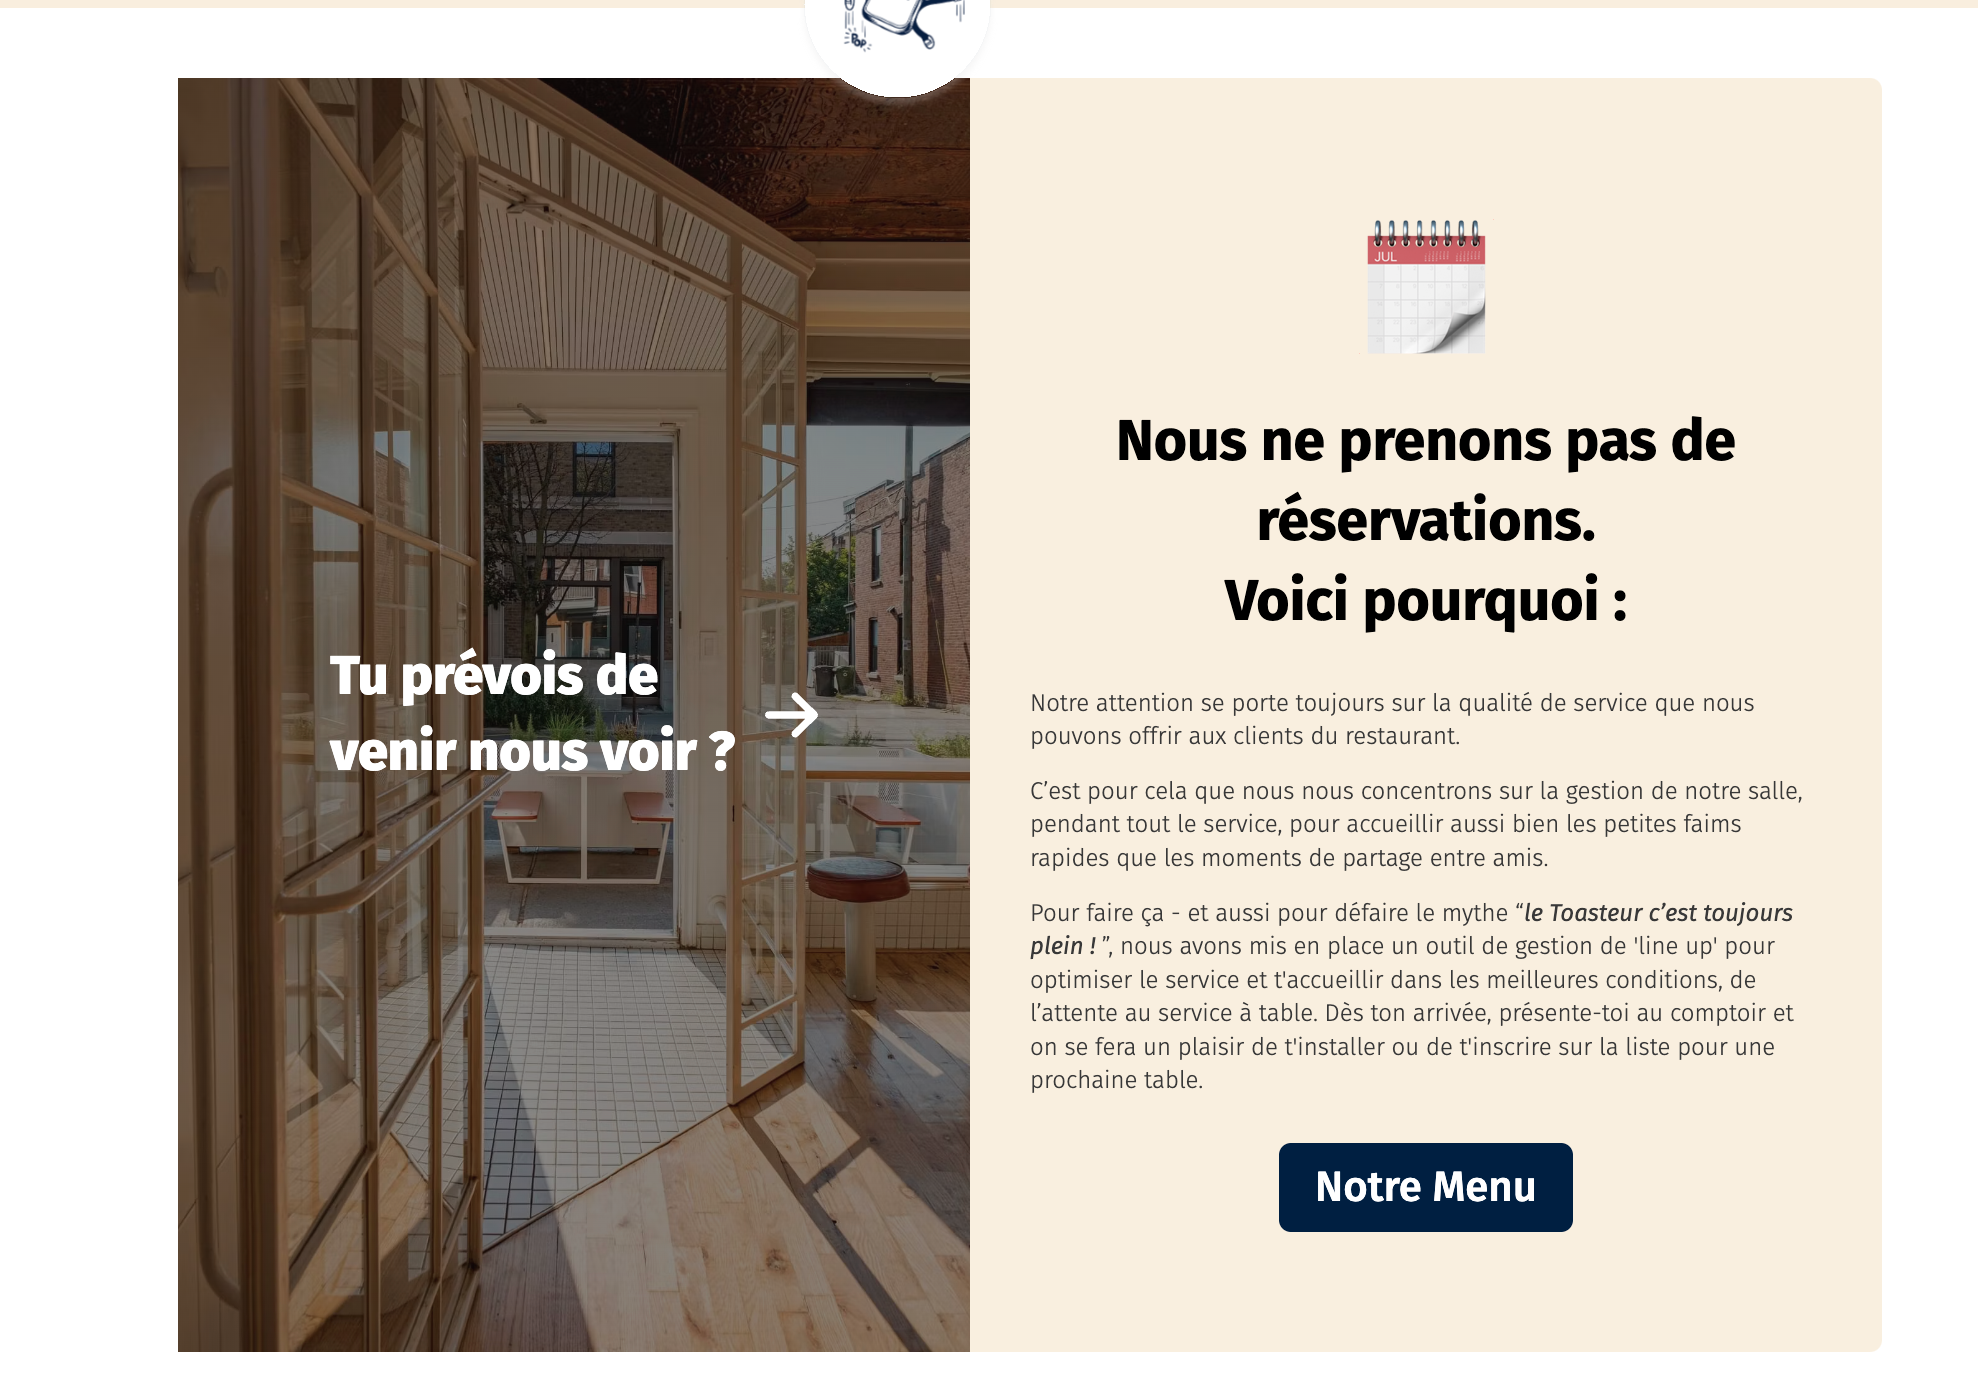 POP
Tu prévois de
venir nous voir ?
JUL
Nous ne prenons pas de
réservations.
Voici pourquoi :
Notre attention se porte toujours sur la qualité de service que nous
pouvons offrir aux clients du restaurant.
C’est pour cela que nous nous concentrons sur la gestion de notre salle,
pendant tout le service, pour accueillir aussi bien les petites faims
rapides que les moments de partage entre amis.
Pour faire ça - et aussi pour défaire le mythe “le Toasteur c’est toujours
plein ! ”, nous avons mis en place un outil de gestion de 'line up' pour
optimiser le service et t'accueillir dans les meilleures conditions, de
l’attente au service à table. Dès ton arrivée, présente-toi au comptoir et
on se fera un plaisir de t'installer ou de t'inscrire sur la liste pour une
prochaine table.
Notre Menu